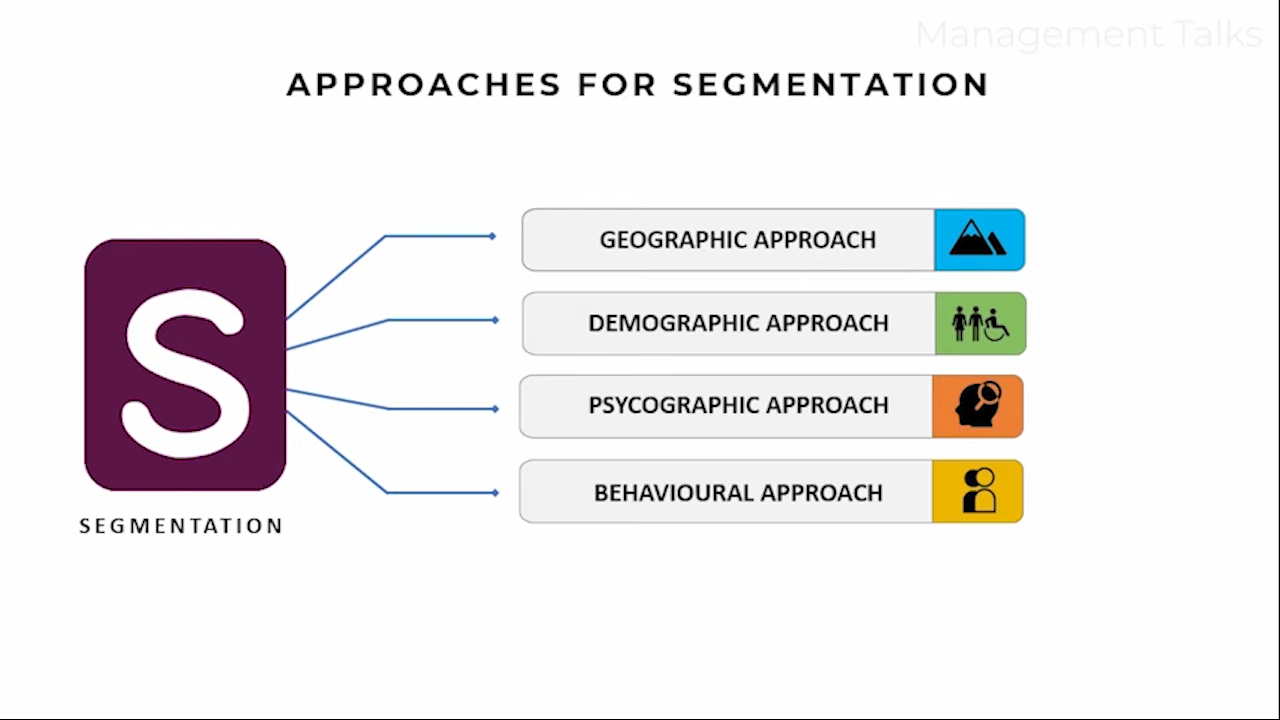 Management Talks
APPROACHES FOR SEGMENTATION
GEOGRAPHIC APPROACH
DEMOGRAPHIC APPROACH
PSYCOGRAPHIC APPROACH
BEHAVIOURAL APPROACH
S
SEGMENTATION